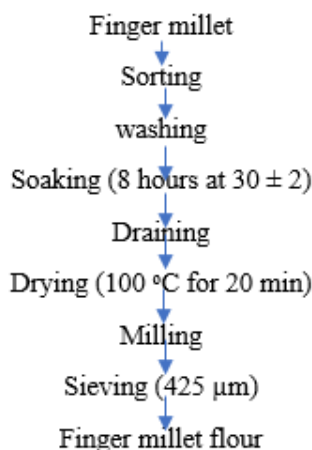 Finger millet
Sorting
washing
Soaking (8 hours at 30 ± 2)
Draining
Drying (100 °C for 20 min)
Milling
Sieving (425 µm)
Finger millet flour